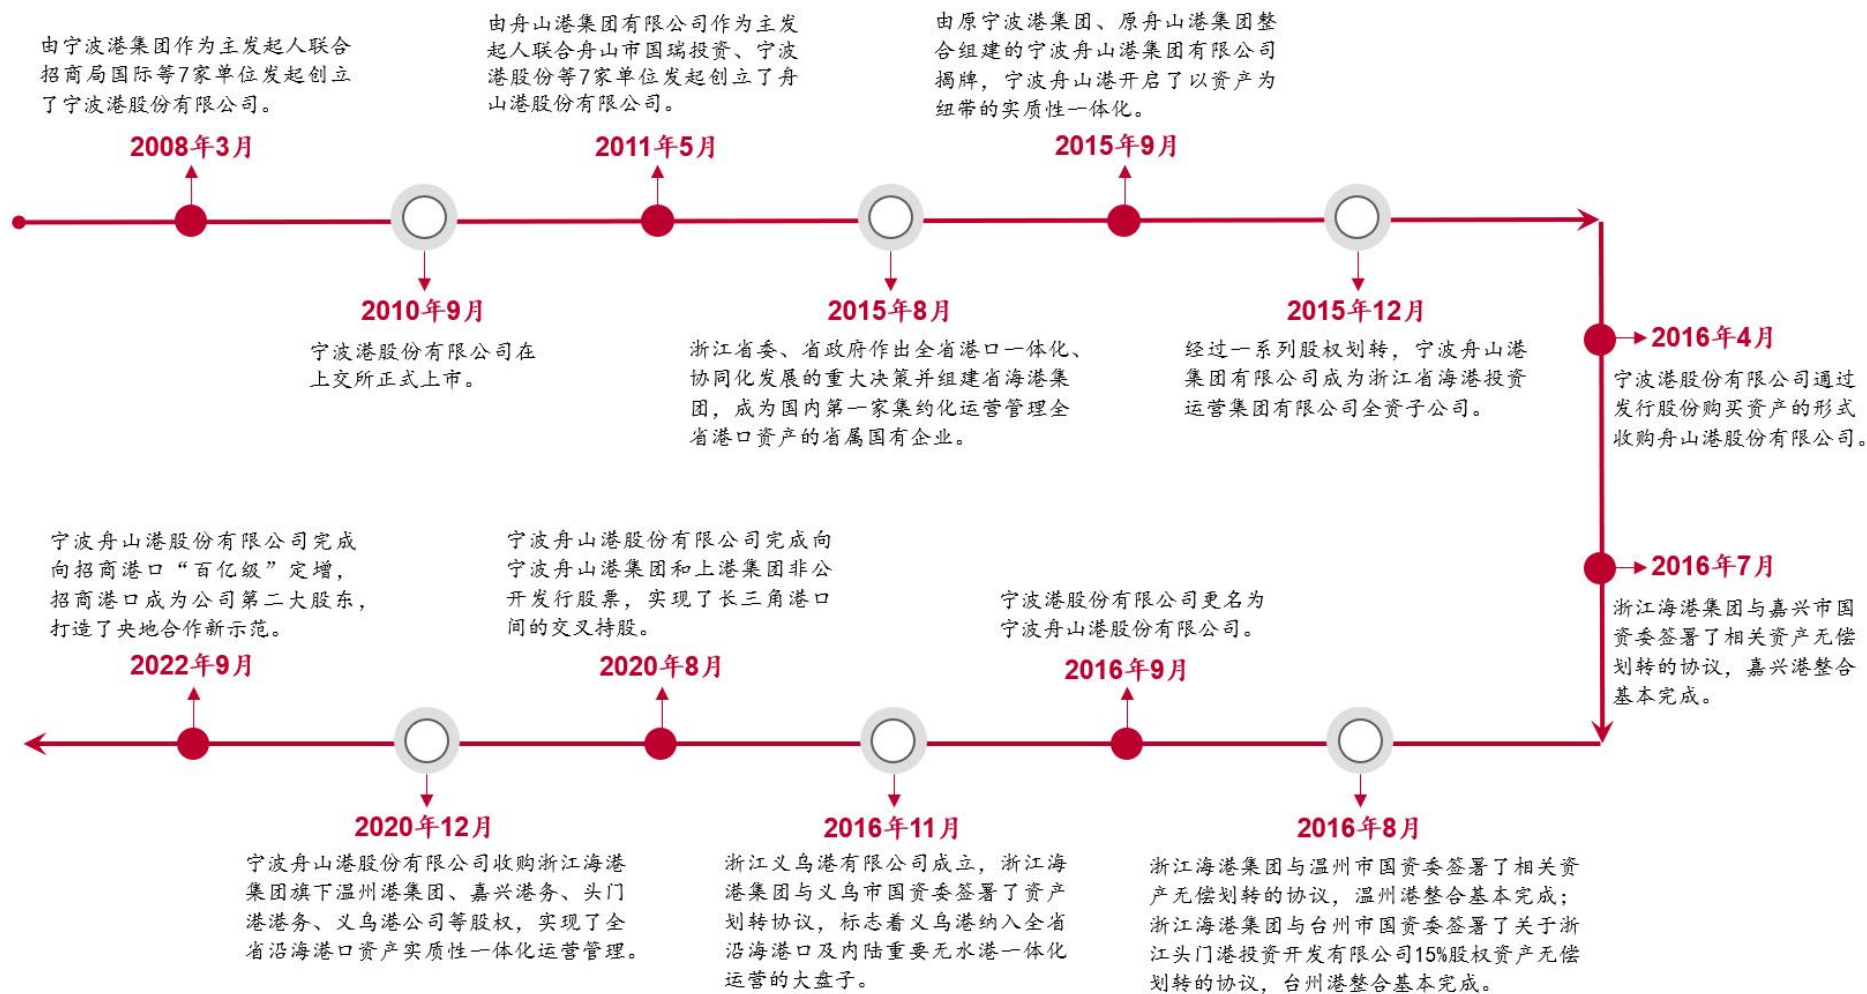 由宁波港集团作为主发起人联合
招商局国际等7家单位发起创立
了宁波港股份有限公司。
2008年3月
2010年9月
宁波港股份有限公司在
上交所正式上市。
由舟山港集团有限公司作为主发
起人联合舟山市国瑞投资、宁波
港股份等7家单位发起创立了舟
山港股份有限公司。
2011年5月
2015年8月
浙江省委、省政府作出全省港口一体化、
协同化发展的重大决策并组建省海港集
团，成为国内第一家集约化运营管理全
省港口资产的省属国有企业。
由原宁波港集团、原舟山港集团整
合组建的宁波舟山港集团有限公司
揭牌，宁波舟山港开启了以资产为
纽带的实质性一体化。
2015年9月
2015年12月
经过一系列股权划转，宁波舟山港
集团有限公司成为浙江省海港投资
运营集团有限公司全资子公司。
2016年4月
宁波港股份有限公司通过
发行股份购买资产的形式
收购舟山港股份有限公司。
2016年7月
浙江海港集团与嘉兴市国
资委签署了相关资产无偿
划转的协议，嘉兴港整合
基本完成。
2016年8月
浙江海港集团与温州市国资委签署了相关资
产无偿划转的协议，温州港整合基本完成；
浙江海港集团与台州市国资委签署了关于浙
江头门港投资开发有限公司15%股权资产无偿
划转的协议，台州港整合基本完成。
宁波港股份有限公司更名为
宁波舟山港股份有限公司。
2016年9月
2016年11月
浙江义乌港有限公司成立，浙江海
港集团与义乌市国资委签署了资产
划转协议，标志着义乌港纳入全省
沿海港口及内陆重要无水港一体化
运营的大盘子。
宁波舟山港股份有限公司完成向
宁波舟山港集团和上港集团非公
开发行股票，实现了长三角港口
间的交叉持股。
2020年8月
2020年12月
宁波舟山港股份有限公司收购浙江海港
集团旗下温州港集团、嘉兴港务、头门
港港务、义乌港公司等股权，实现了全
省沿海港口资产实质性一体化运营管理。
宁波舟山港股份有限公司完成
向招商港口“百亿级”定增，
招商港口成为公司第二大股东，
打造了央地合作新示范。
2022年9月